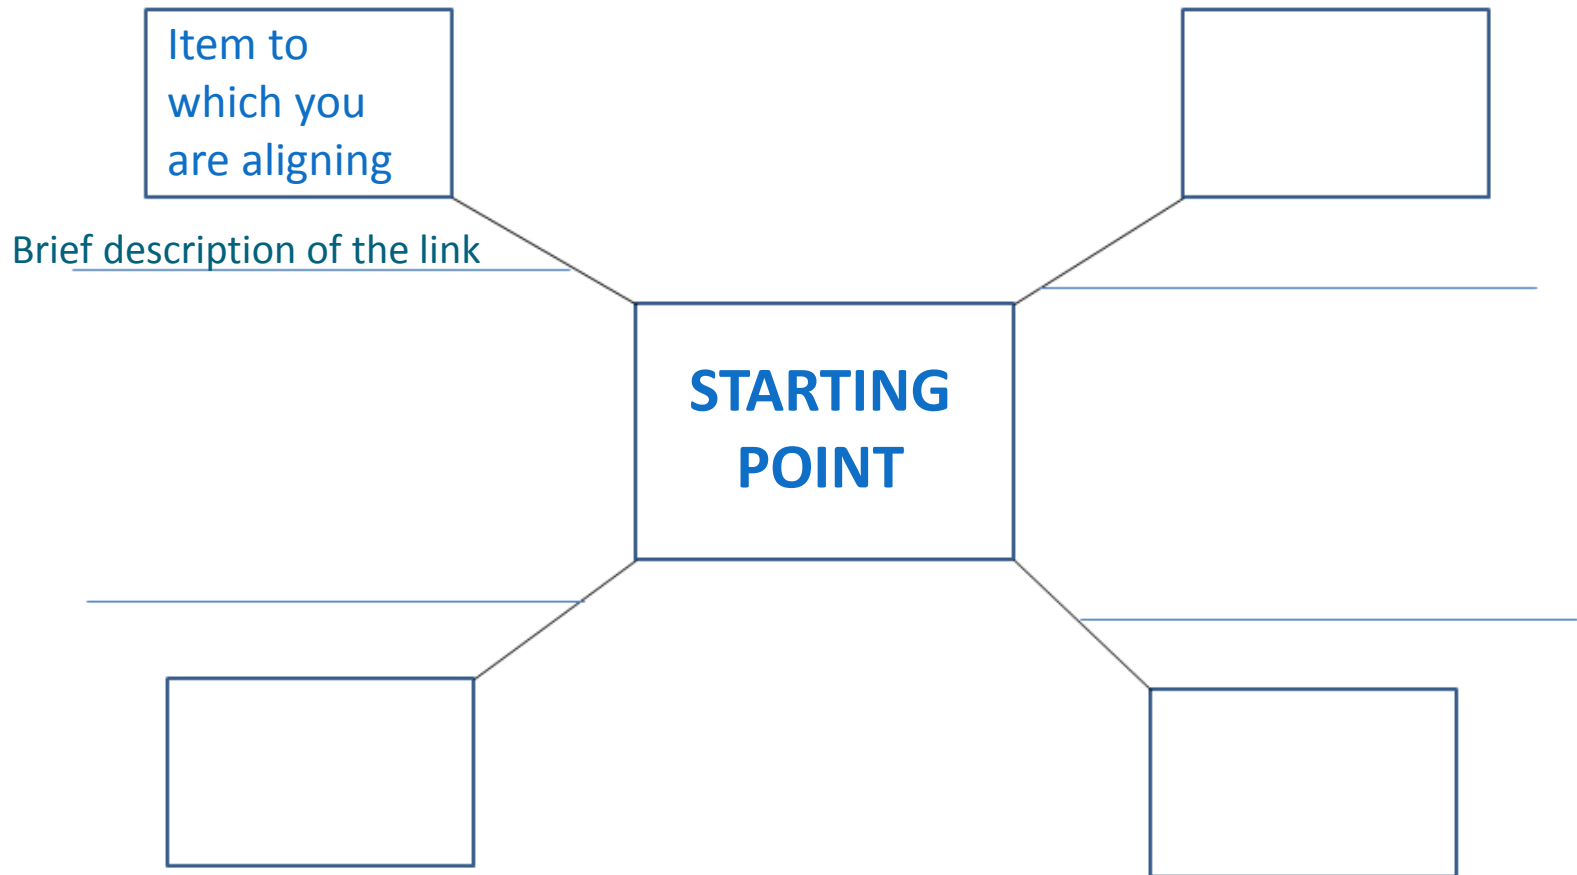 Item to
which you
are aligning
Brief description of the link
STARTING
POINT